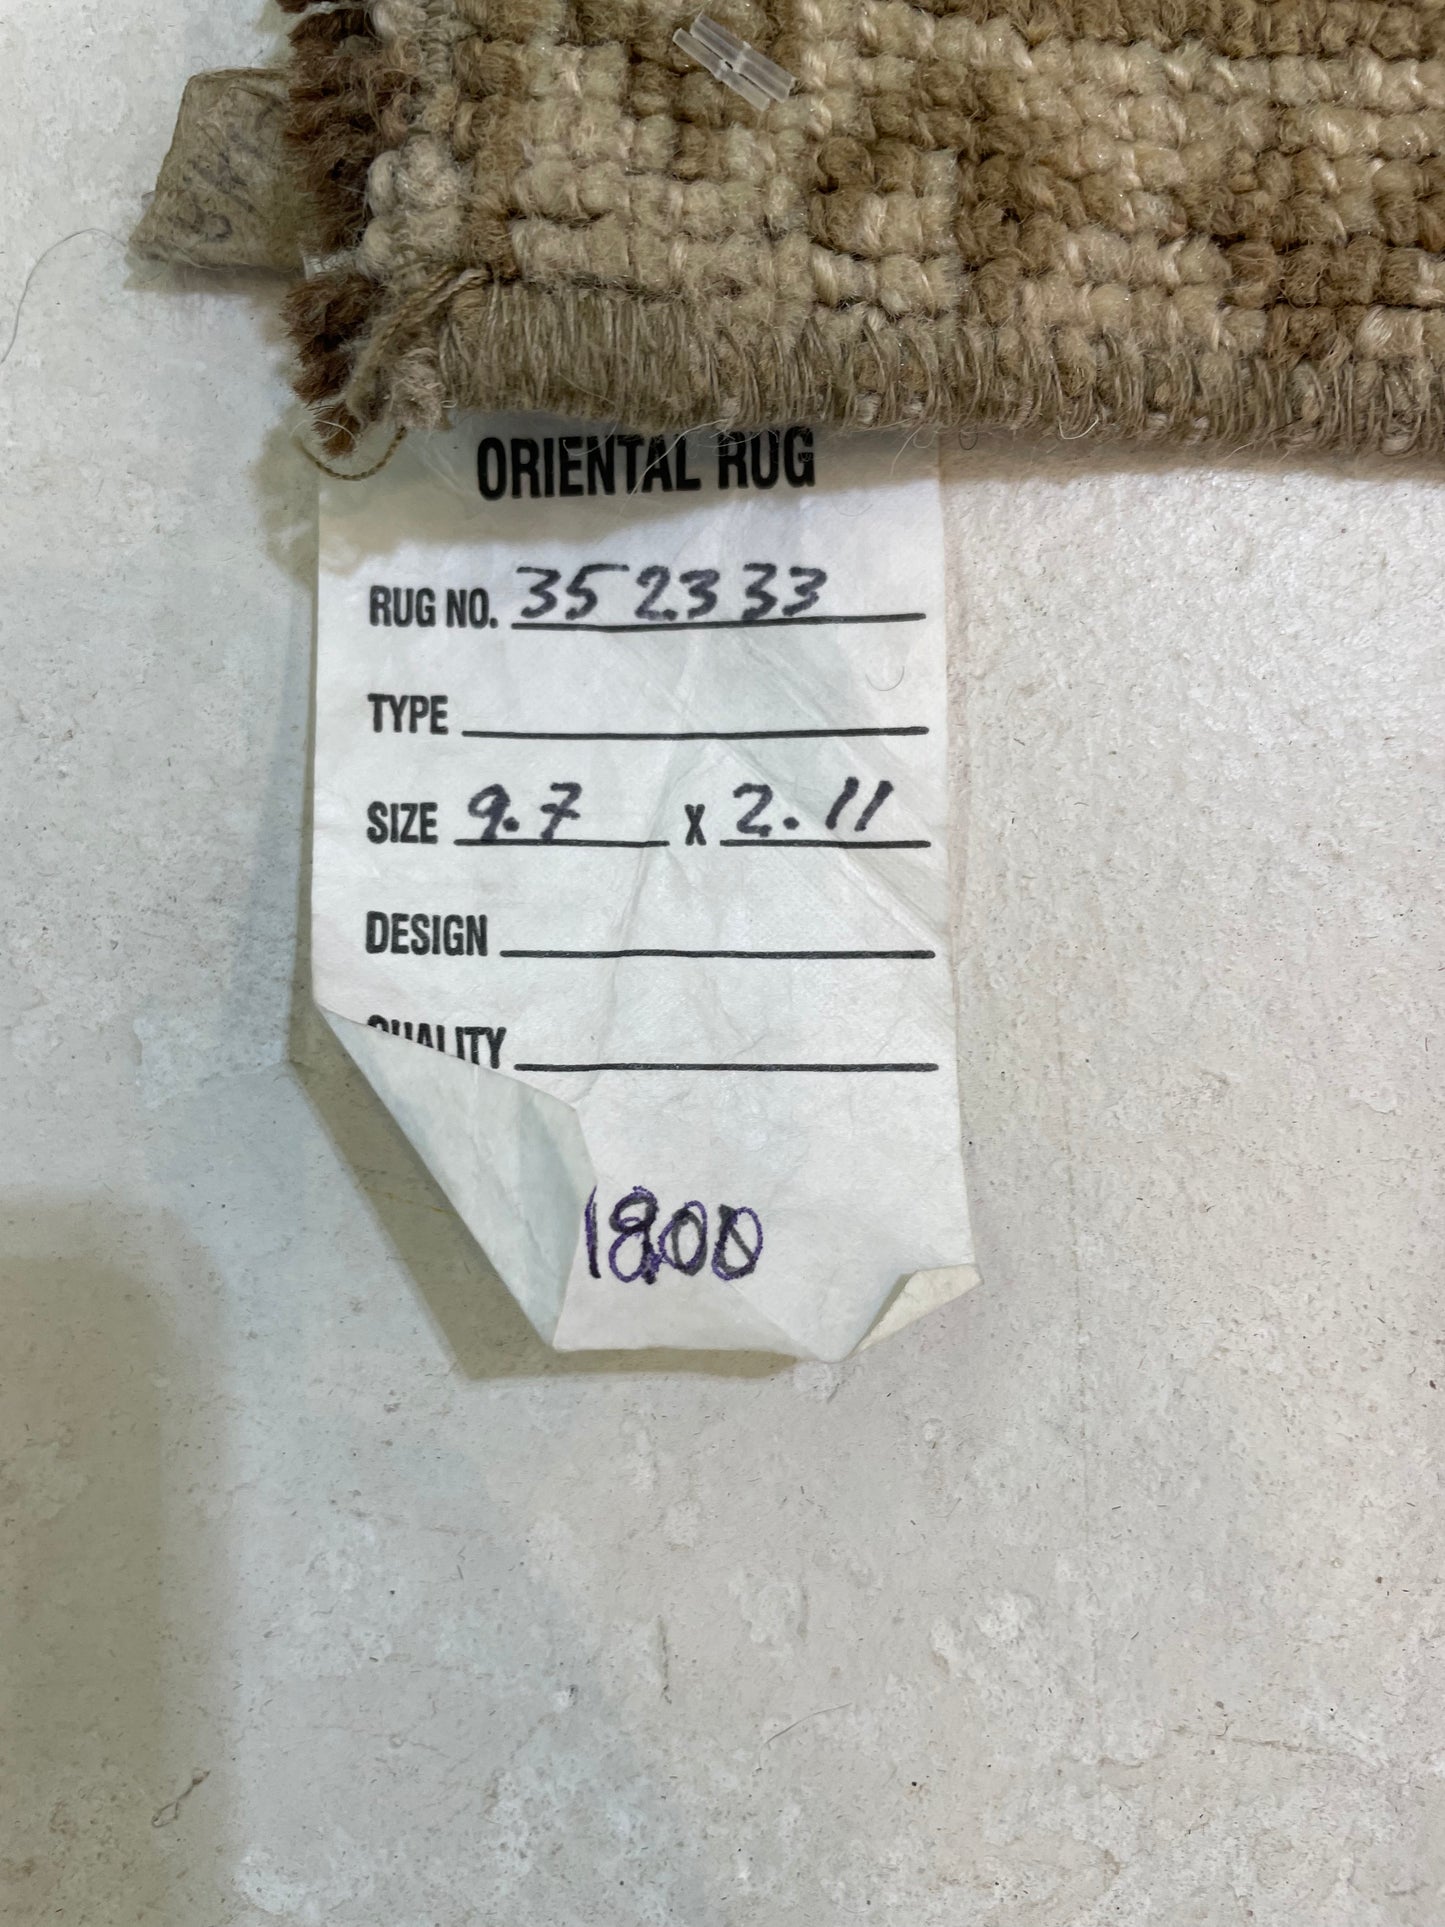 ORIENTAL RUG
RUG NO. 352333
TYPE
SIZE 9.7 X 2.11
DESIGN
QUALITY
1800